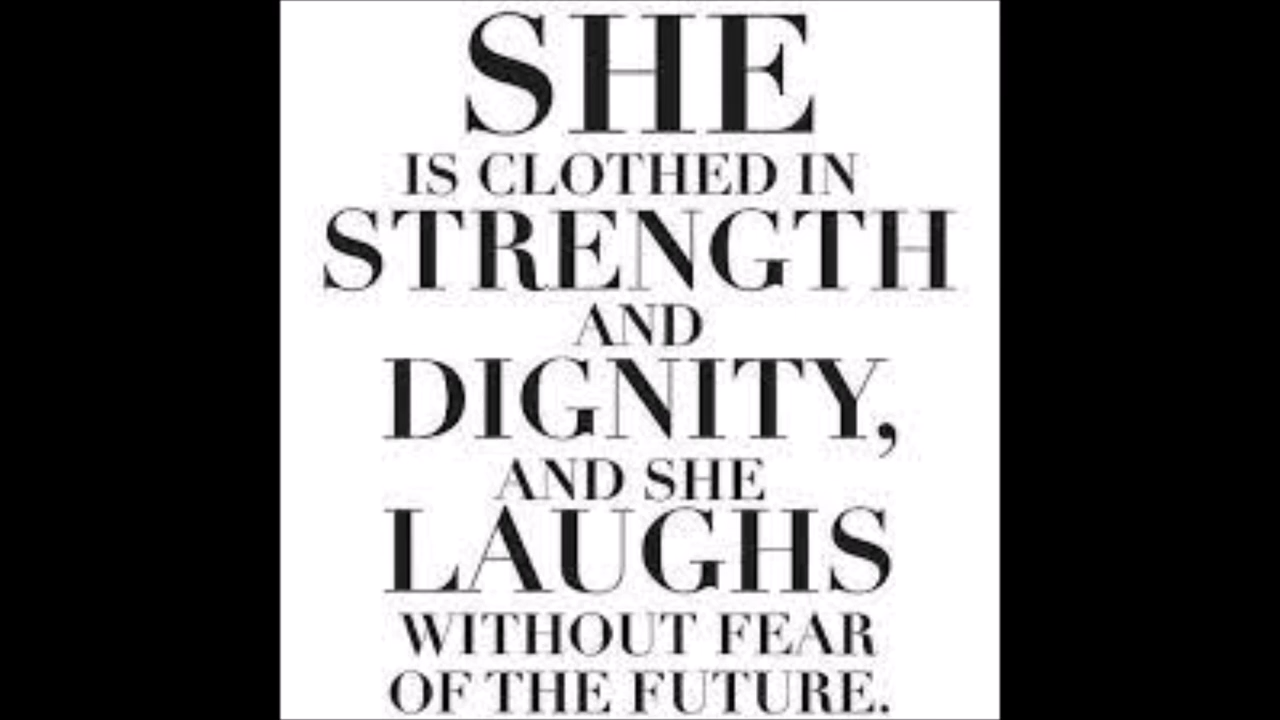 SHE
IS CLOTHED IN
STRENGTH
AND
DIGNITY,
AND SHE
LAUGHS
WITHOUT FEAR
OF THE FUTURE.